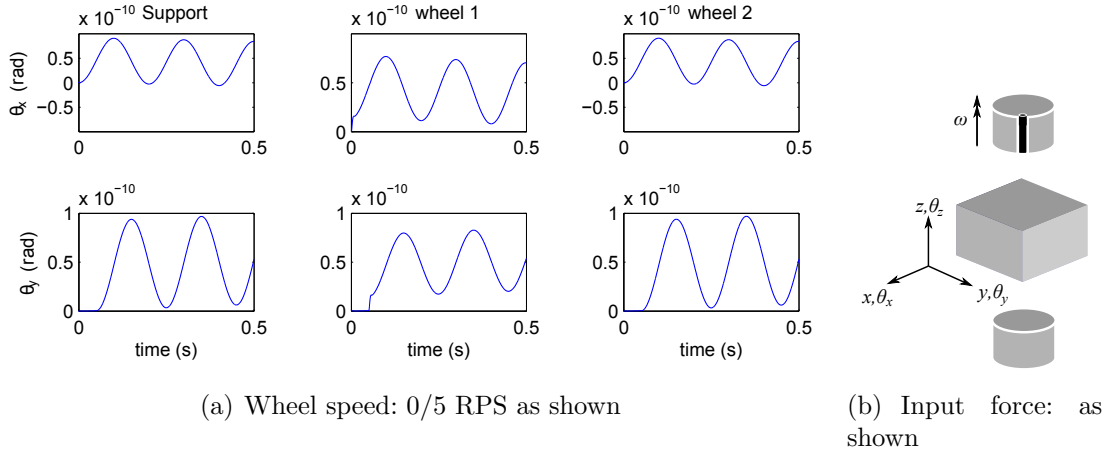 x 10⁻¹⁰ Support
x 10⁻¹⁰ wheel 1
x 10⁻¹⁰ wheel 2
θx (rad)
0.5
0
−0.5
0
0.5
0.5
0
0
0.5
0.5
0
−0.5
0
0.5
x 10⁻¹⁰
x 10⁻¹⁰
x 10⁻¹⁰
θy (rad)
1
0.5
0
0
0.5
time (s)
1
0.5
0
0
0.5
time (s)
1
0.5
0
0
0.5
time (s)
ω
z,θz
x,θx
y,θy
(a) Wheel speed: 0/5 RPS as shown
(b) Input force: as
shown